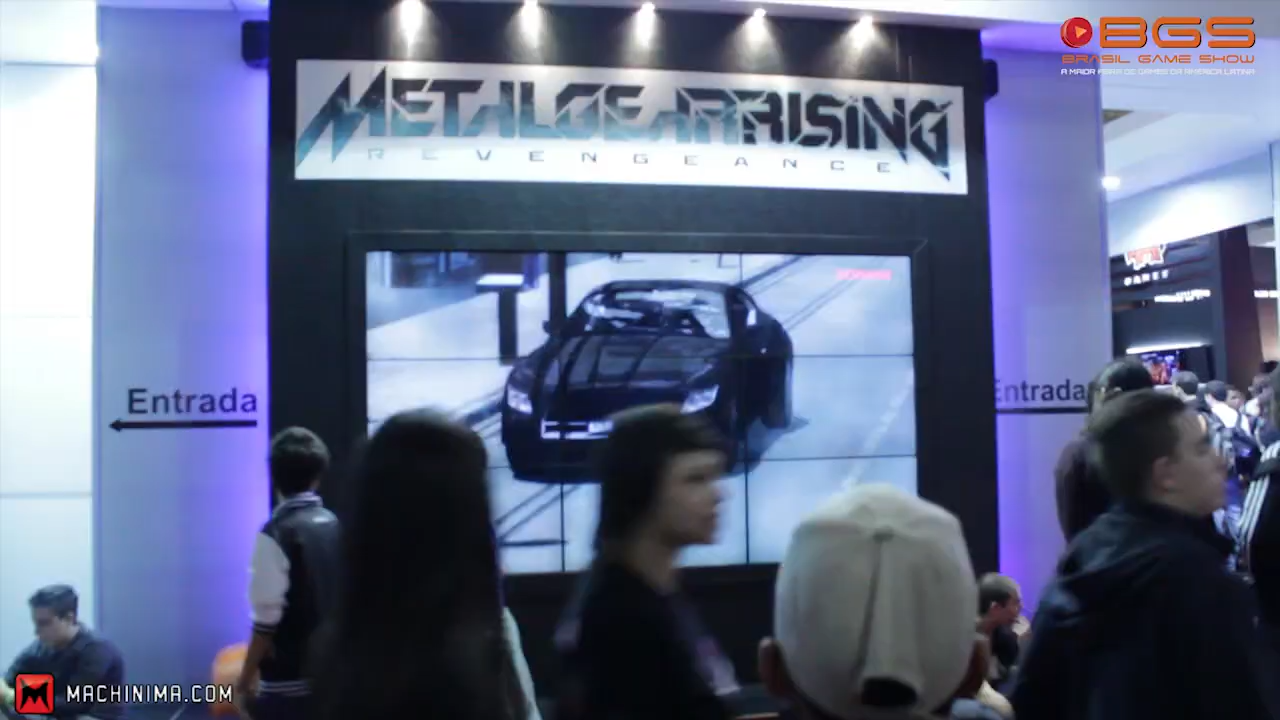 BGS
BRASIL GAME SHOW
A MAIOR FEIRA DE GAMES DA AMÉRICA LATINA
METAL GEAR RISING
REVENGEANCE
Entrada
Entrada
MACHINIMA.COM